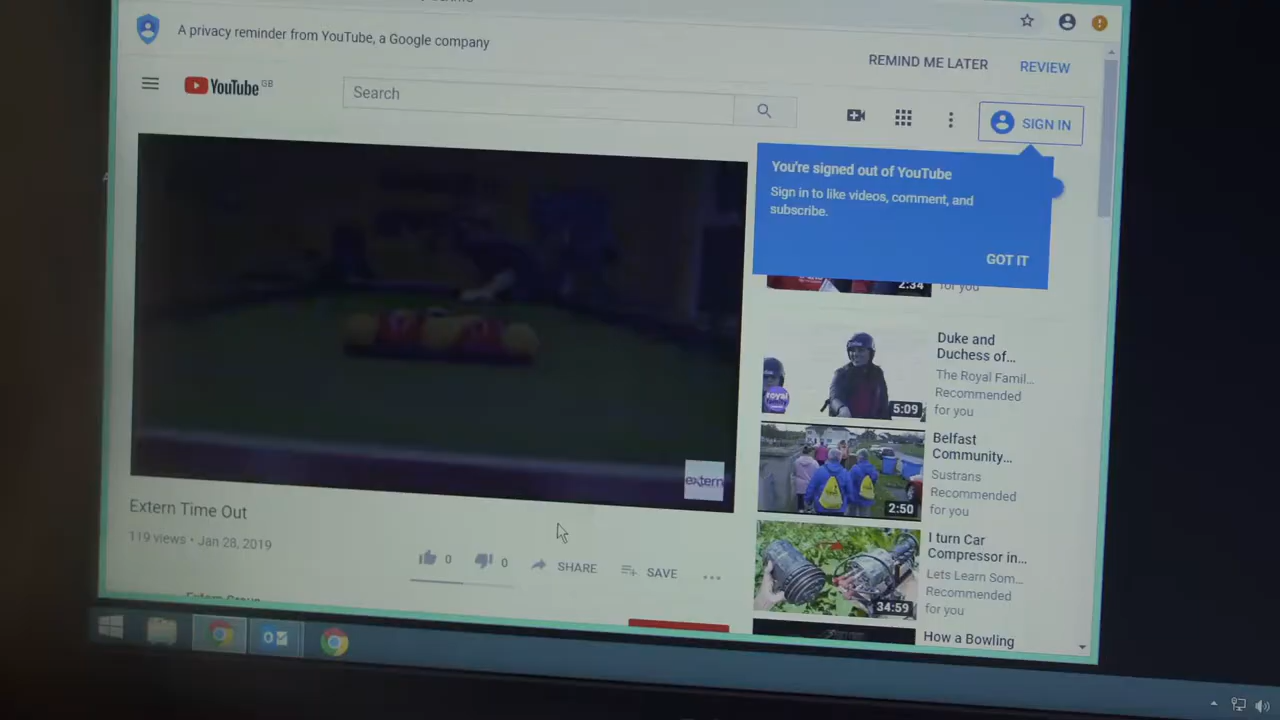 A privacy reminder from YouTube, a Google company
REMIND ME LATER
REVIEW
YouTube GB
Search
SIGN IN
You're signed out of YouTube
Sign in to like videos, comment, and
subscribe.
GOT IT
2:34
for you
Duke and
Duchess of...
The Royal Famil...
Recommended
for you
royal
5:09
Belfast
Community...
Sustrans
Recommended
for you
2:50
I turn Car
Compressor in...
Lets Learn Som...
Recommended
for you
34:59
How a Bowling
extern
Extern Time Out
119 views • Jan 28, 2019
0
0
SHARE
SAVE
Extern Group